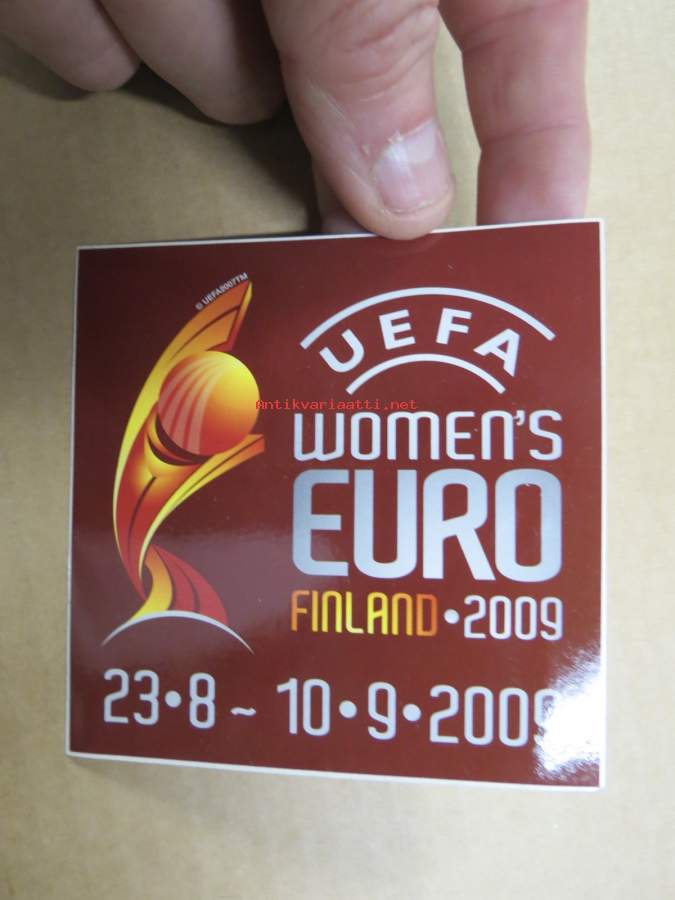 © UEFA2007TM
UEFA
WOMEN'S
EURO
FINLAND•2009
23•8 ~ 10•9•2009
Antikvariaatti.net